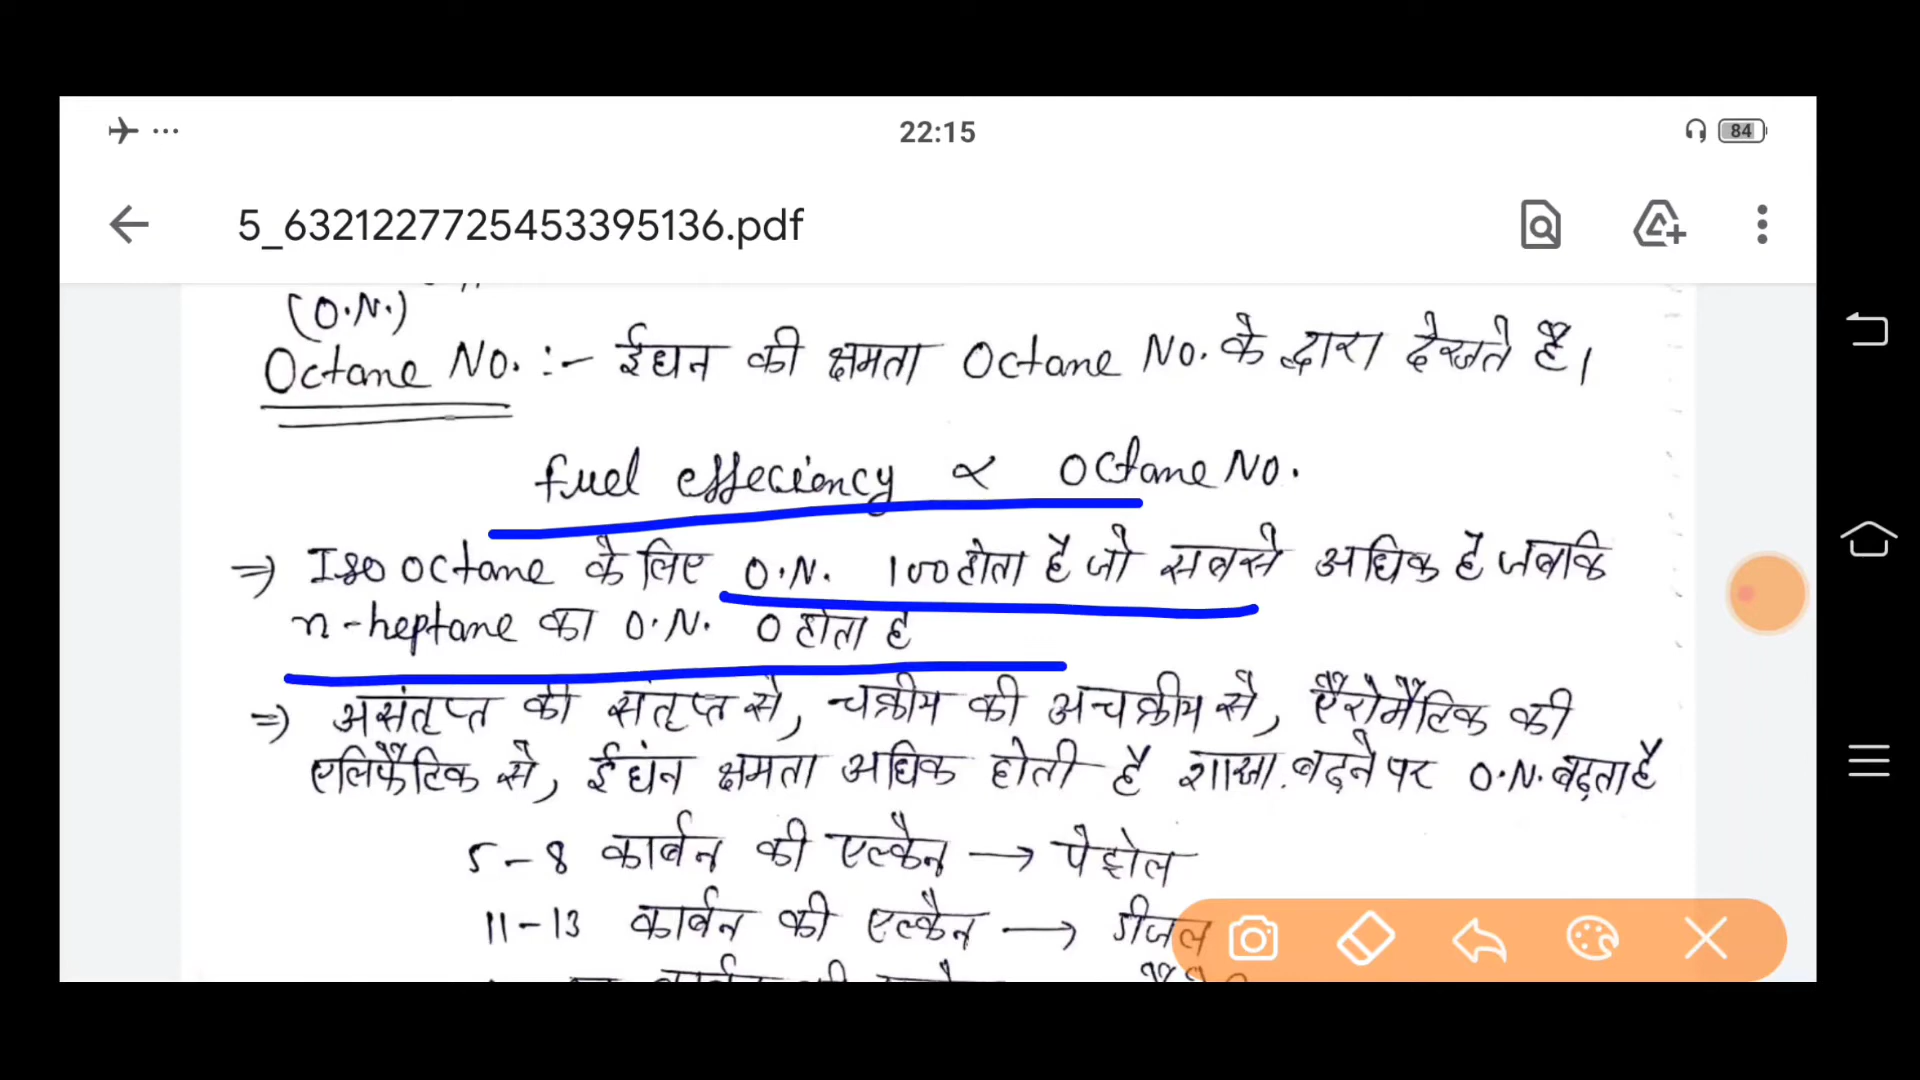 22:15
84
5_6321227725453395136.pdf
(O.N.)
Octane No. :- ईंधन की क्षमता Octane No. के द्वारा देखते हैं।
fuel effeciency ∝ Octane No.
⇒ Iso octane के लिए O.N. 100 होता है जो सबसे अधिक है जबकि
n-heptane का O.N. 0 होता है
⇒ असंतृप्त की संतृप्त से, चक्रीय की अचक्रीय से, ऐरोमैटिक की
एलिफैटिक से, ईधंन क्षमता अधिक होती है शाखा बढ़ने पर O.N. बढ़ता है
5-8 कार्बन की एल्केन → पेट्रोल
11-13 कार्बन की एल्केन → डीजल